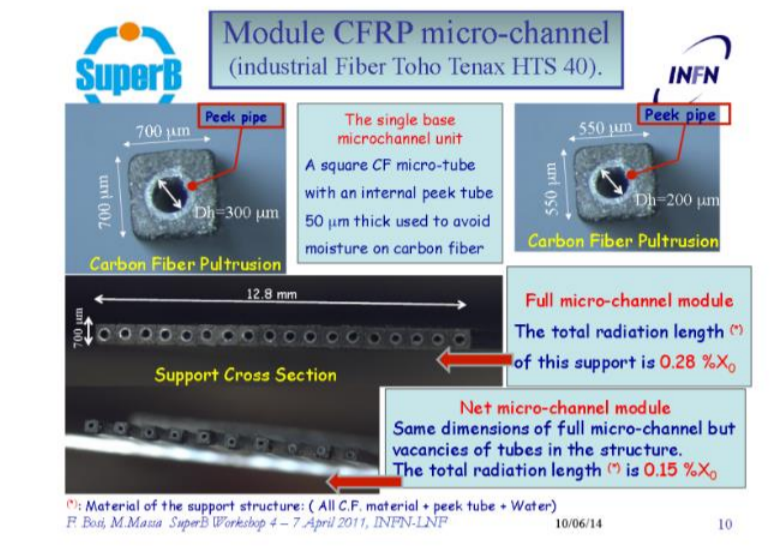 Module CFRP micro-channel
(industrial Fiber Toho Tenax HTS 40).
SuperB
INFN
Peek pipe
700 μm
700 μm
Dh=300 μm
Carbon Fiber Pultrusion
The single base
microchannel unit
A square CF micro-tube
with an internal peek tube
50 μm thick used to avoid
moisture on carbon fiber
Peek pipe
550 μm
550 μm
Dh=200 μm
Carbon Fiber Pultrusion
12.8 mm
700 μm
Support Cross Section
Full micro-channel module
The total radiation length (*)
of this support is 0.28 %X0
Net micro-channel module
Same dimensions of full micro-channel but
vacancies of tubes in the structure.
The total radiation length (*) is 0.15 %X0
(*): Material of the support structure: ( All C.F. material + peek tube + Water)
F. Bosi, M.Massa SuperB Workshop 4 – 7 April 2011, INFN-LNF
10/06/14
10